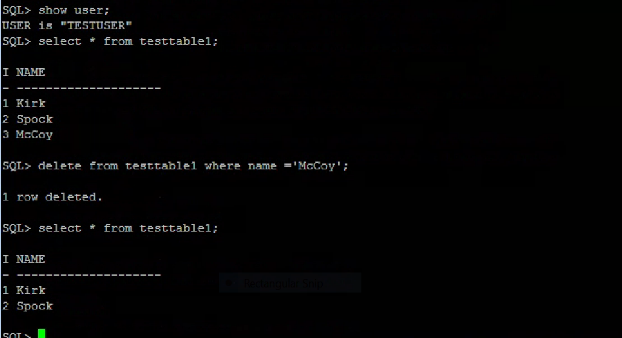 SQL> show user;
USER is "TESTUSER"
SQL> select * from testtable1;
I NAME
- --------------------
1 Kirk
2 Spock
3 McCoy
SQL> delete from testtable1 where name ='McCoy';
1 row deleted.
SQL> select * from testtable1;
I NAME
- --------------------
1 Kirk
2 Spock
SQL>